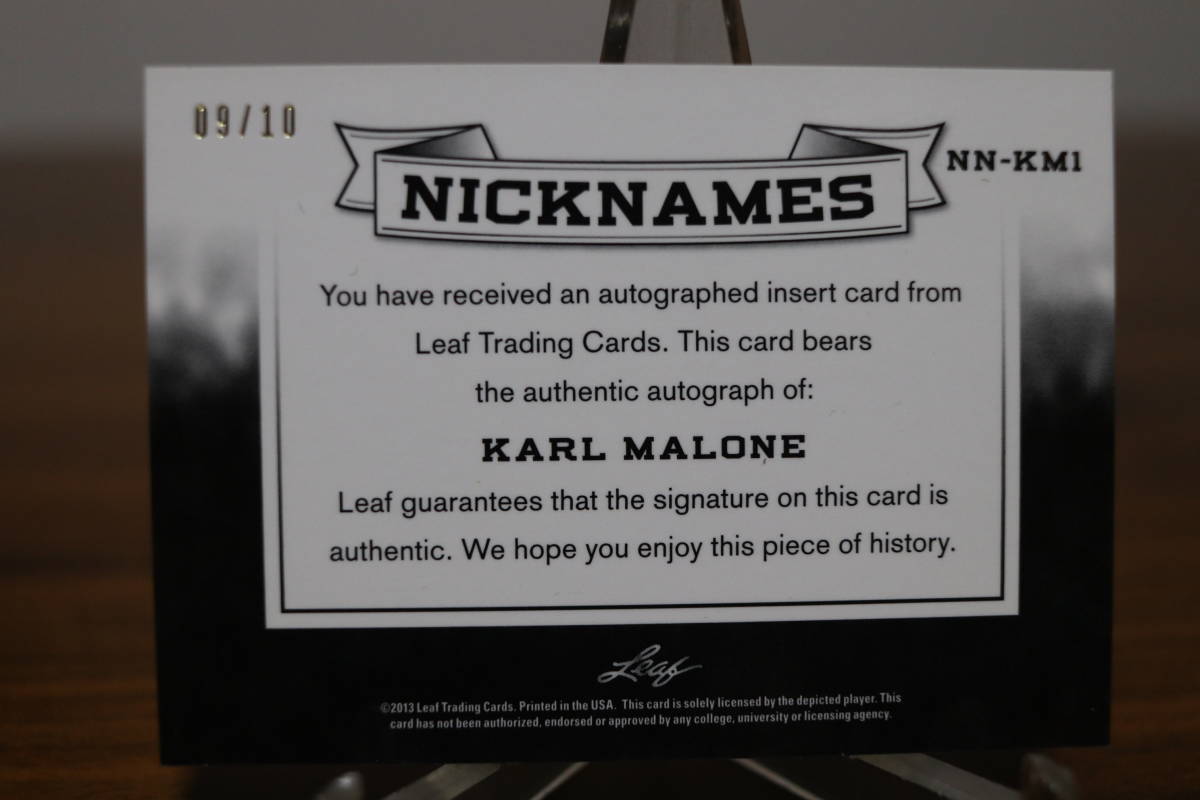 09/10
NICKNAMES
NN-KM1
You have received an autographed insert card from
Leaf Trading Cards. This card bears
the authentic autograph of:
KARL MALONE
Leaf guarantees that the signature on this card is
authentic. We hope you enjoy this piece of history.
Leaf
©2013 Leaf Trading Cards. Printed in the USA. This card is solely licensed by the depicted player. This
card has not been authorized, endorsed or approved by any college, university or licensing agency.